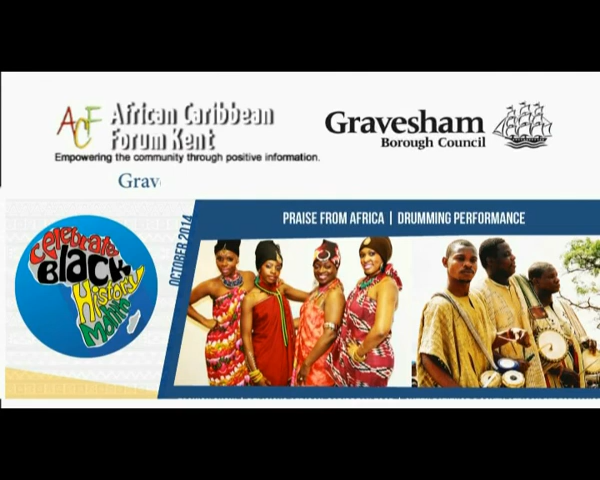 ACF African Caribbean
Forum Kent
Empowering the community through positive information.
Gravesham
Borough Council
Grav
OCTOBER 2014
PRAISE FROM AFRICA | DRUMMING PERFORMANCE
Celebrate
Black
History
Month